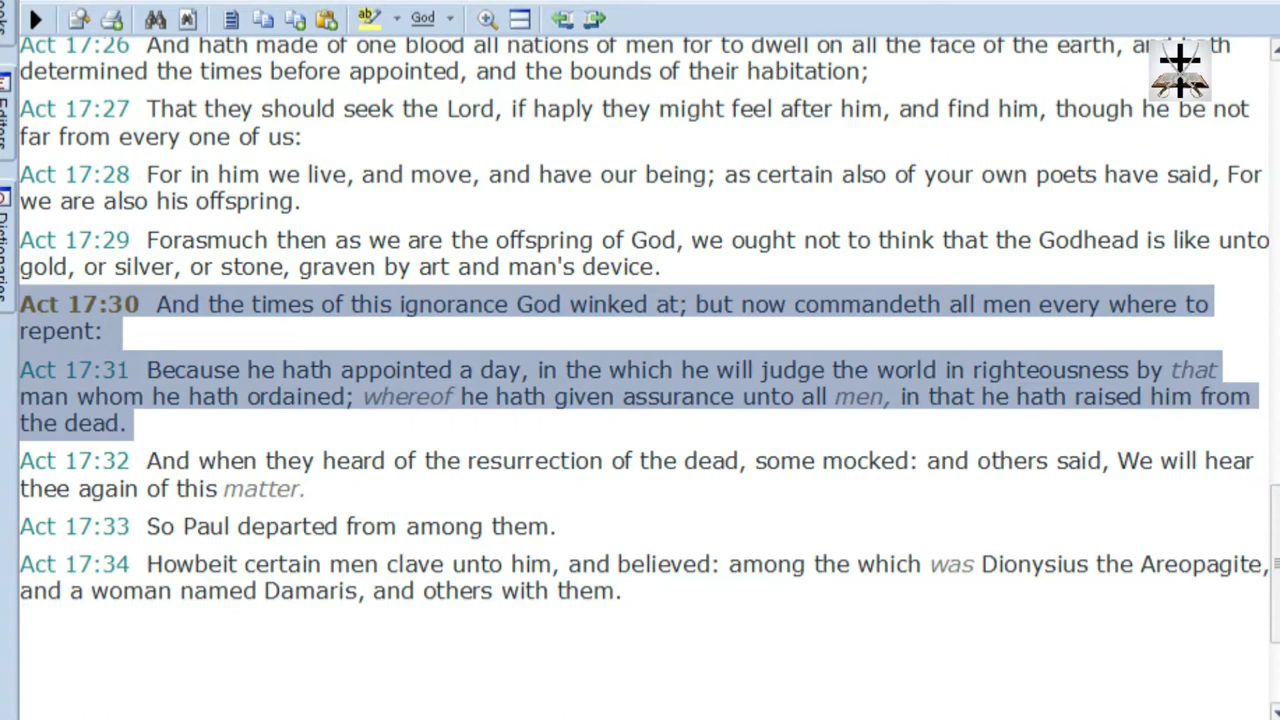 God
Act 17:26 And hath made of one blood all nations of men for to dwell on all the face of the earth, and hath
determined the times before appointed, and the bounds of their habitation;
Act 17:27 That they should seek the Lord, if haply they might feel after him, and find him, though he be not
far from every one of us:
Act 17:28 For in him we live, and move, and have our being; as certain also of your own poets have said, For
we are also his offspring.
Act 17:29 Forasmuch then as we are the offspring of God, we ought not to think that the Godhead is like unto
gold, or silver, or stone, graven by art and man's device.
Act 17:30 And the times of this ignorance God winked at; but now commandeth all men every where to
repent:
Act 17:31 Because he hath appointed a day, in the which he will judge the world in righteousness by that
man whom he hath ordained; whereof he hath given assurance unto all men, in that he hath raised him from
the dead.
Act 17:32 And when they heard of the resurrection of the dead, some mocked: and others said, We will hear
thee again of this matter.
Act 17:33 So Paul departed from among them.
Act 17:34 Howbeit certain men clave unto him, and believed: among the which was Dionysius the Areopagite,
and a woman named Damaris, and others with them.
Editors
Dictionaries